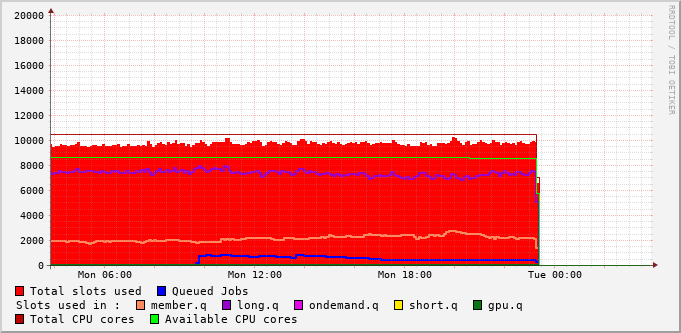 RRDTOOL / TOBI OETIKER
20000
18000
16000
14000
12000
10000
8000
6000
4000
2000
0
Mon 06:00 Mon 12:00 Mon 18:00 Tue 00:00
Total slots used Queued Jobs
Slots used in : member.q long.q ondemand.q short.q gpu.q
Total CPU cores Available CPU cores